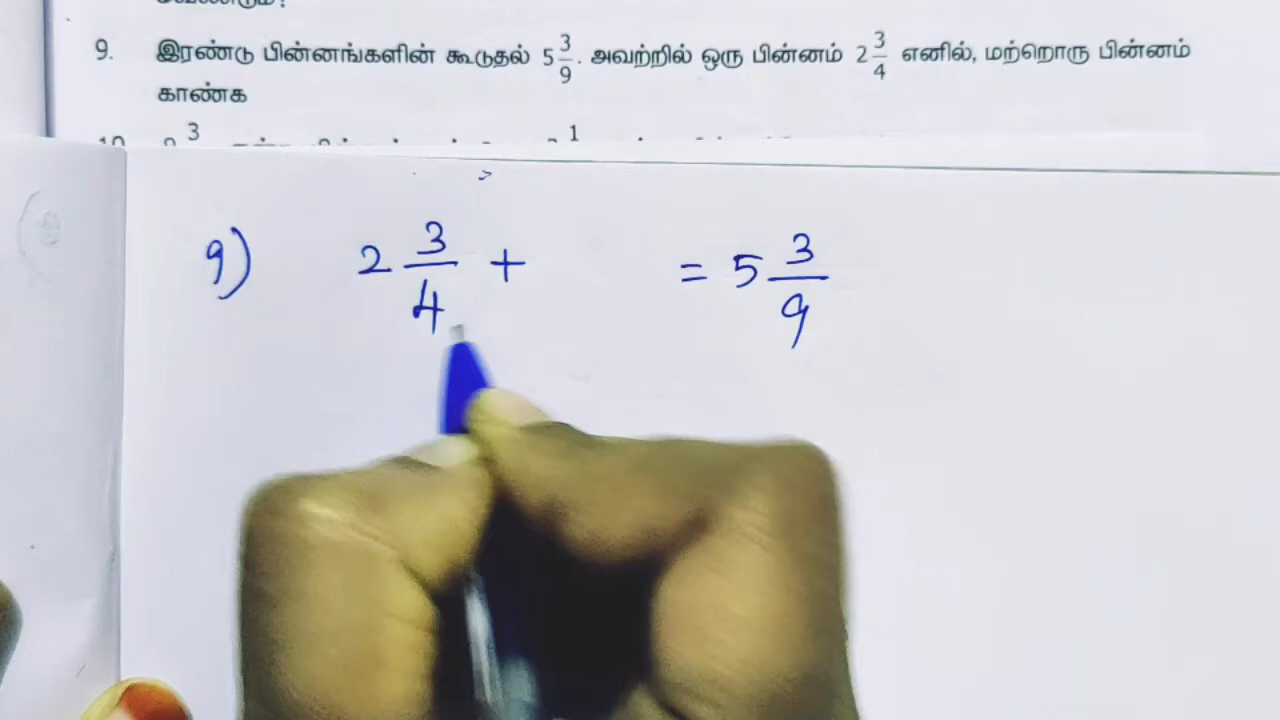 9. இரண்டு பின்னங்களின் கூடுதல் 5 3/9. அவற்றில் ஒரு பின்னம் 2 3/4 எனில், மற்றொரு பின்னம்
காண்க
9) 2 3/4 + = 5 3/9